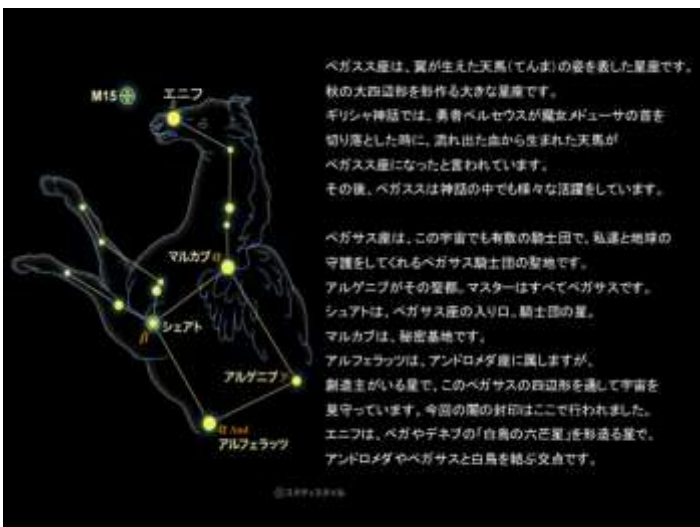 M15
エニフ
マルカブ α
シェアト
β
アルゲニブ γ
α And
アルフェラッツ
ペガスス座は、翼が生えた天馬(てんま)の姿を表した星座です。
秋の大四辺形を形作る大きな星座です。
ギリシャ神話では、勇者ペルセウスが魔女メドューサの首を
切り落とした時に、流れ出た血から生まれた天馬が
ペガスス座になったと言われています。
その後、ペガススは神話の中でも様々な活躍をしています。
ペガサス座は、この宇宙でも有数の騎士団で、私達と地球の
守護をしてくれるペガサス騎士団の聖地です。
アルゲニブがその聖都。マスターはすべてペガサスです。
シェアトは、ペガサス座の入り口。騎士団の星。
マルカブは、秘密基地です。
アルフェラッツは、アンドロメダ座に属しますが、
創造主がいる星で、このペガサスの四辺形を通して宇宙を
見守っています。今回の闇の封印はここで行われました。
エニフは、ベガやデネブの「白鳥の六芒星」を形造る星で、
アンドロメダやペガサスと白鳥を結ぶ交点です。